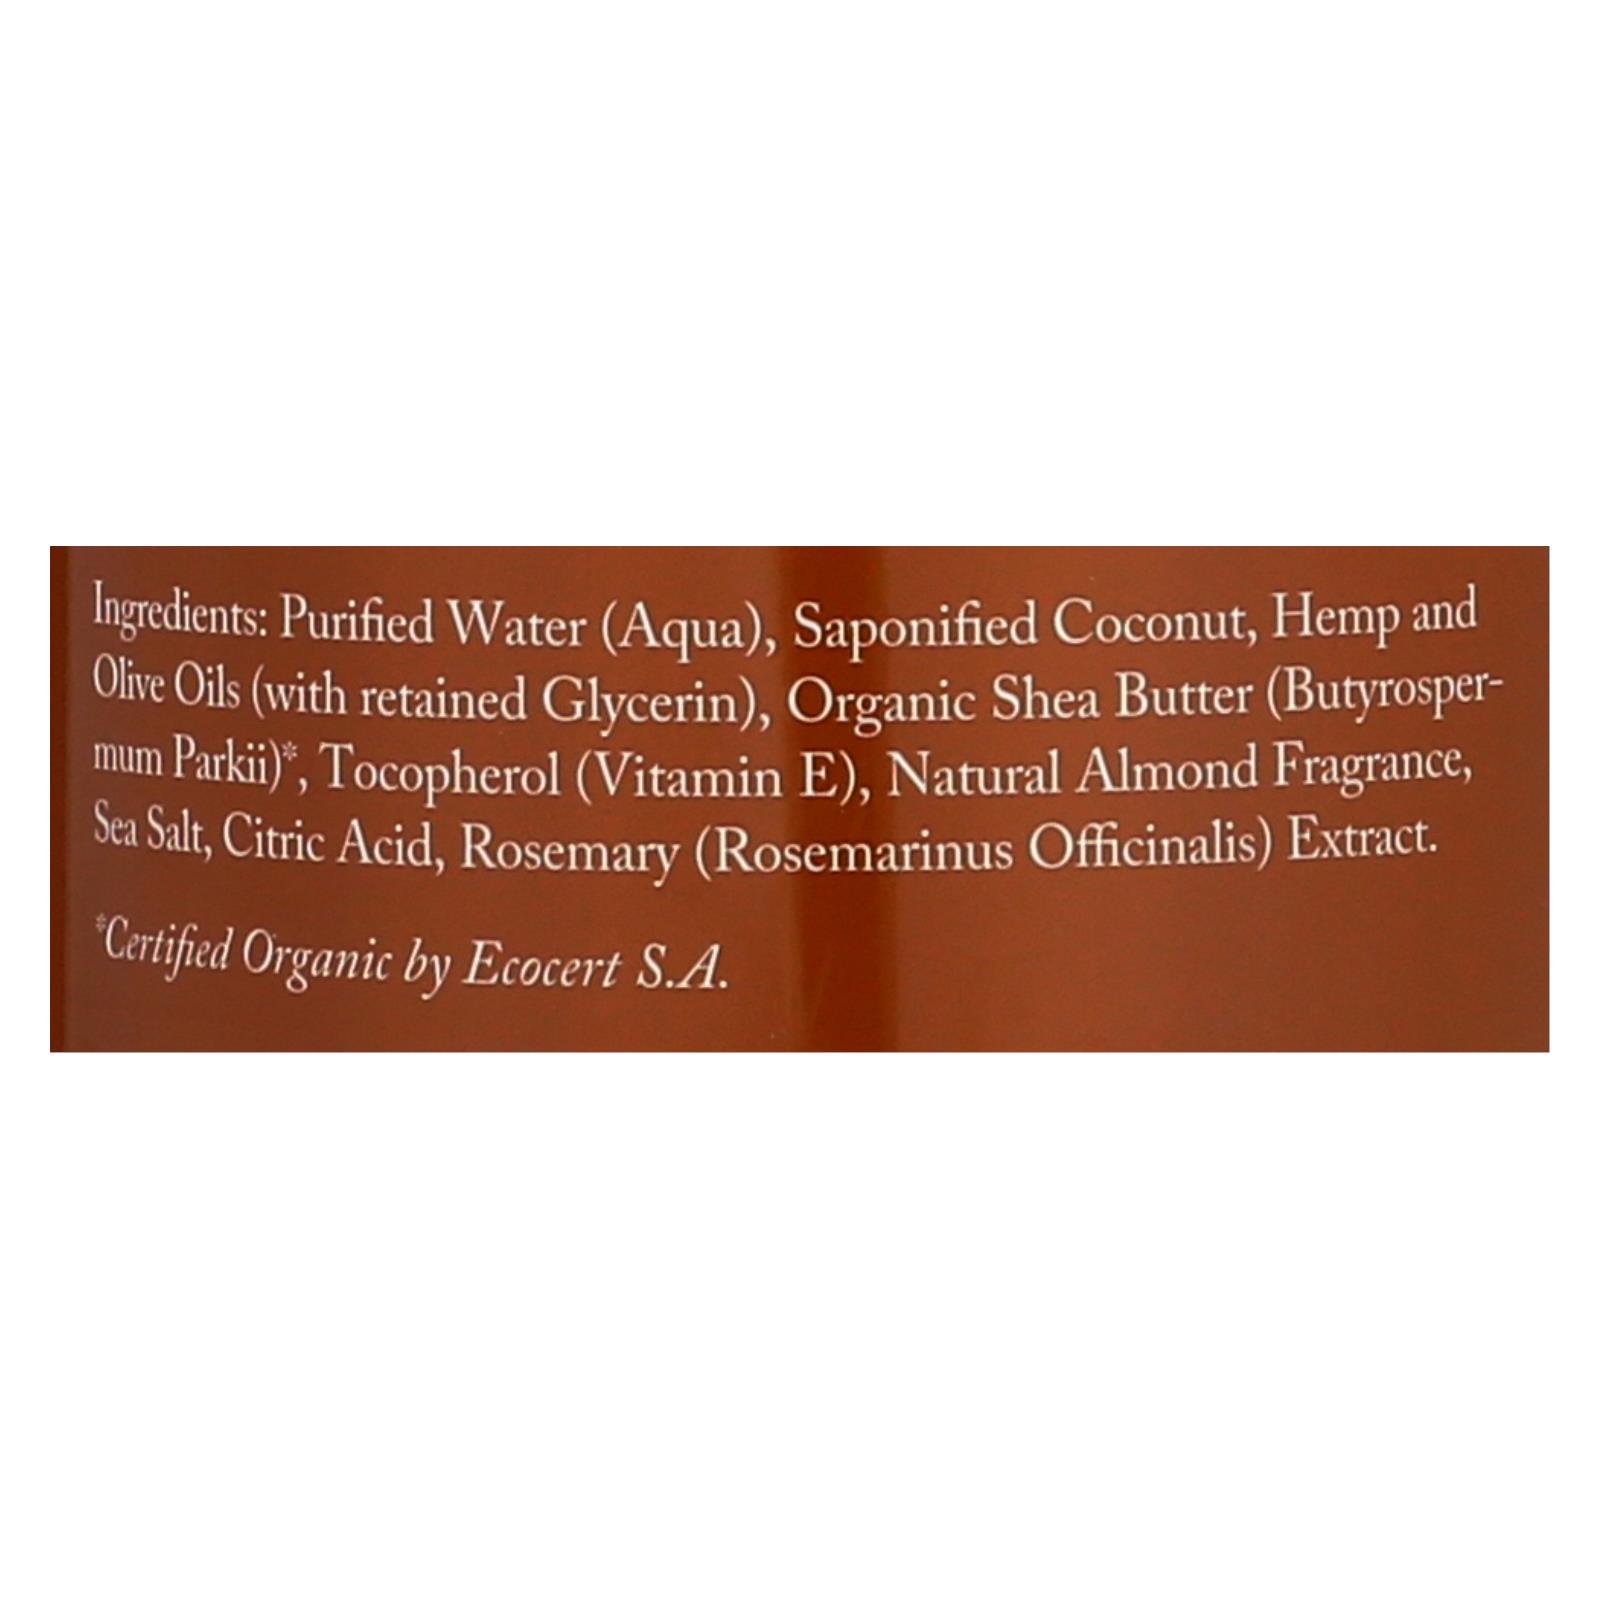 Ingredients: Purified Water (Aqua), Saponified Coconut, Hemp and
Olive Oils (with retained Glycerin), Organic Shea Butter (Butyrosper-
mum Parkii)*, Tocopherol (Vitamin E), Natural Almond Fragrance,
Sea Salt, Citric Acid, Rosemary (Rosemarinus Officinalis) Extract.
*Certified Organic by Ecocert S.A.